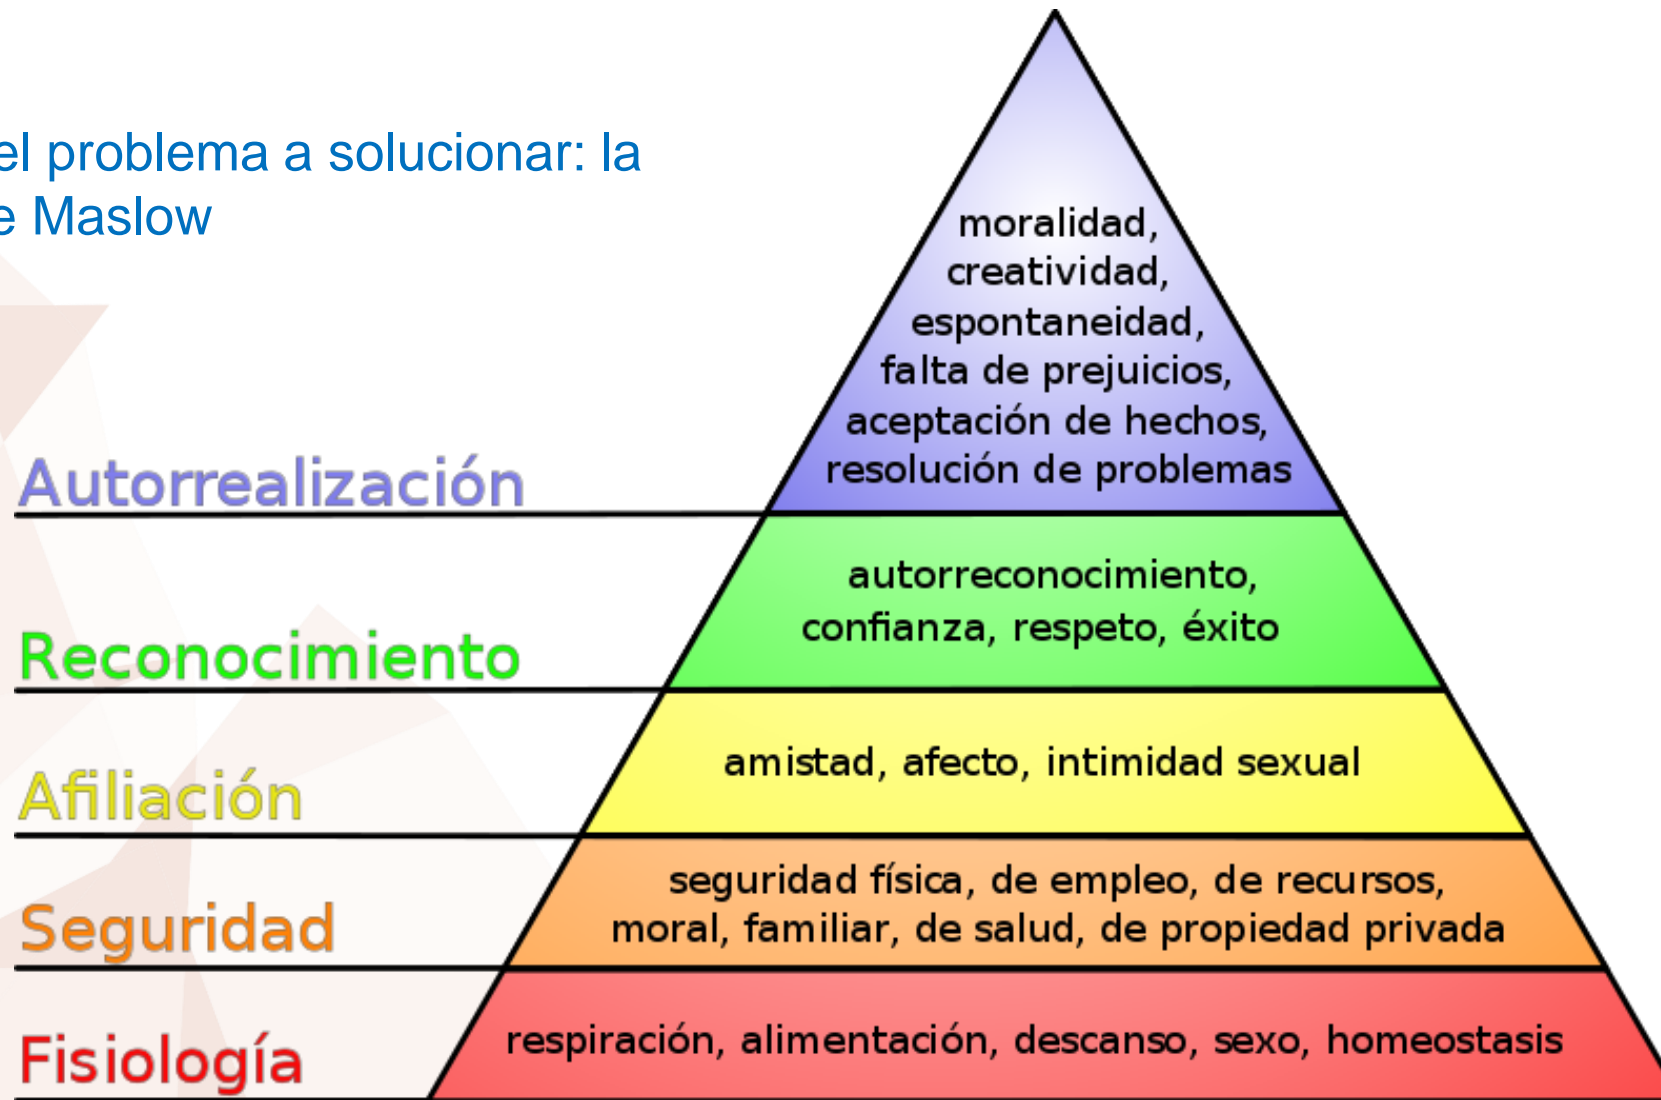 el problema a solucionar: la
e Maslow
moralidad,
creatividad,
espontaneidad,
falta de prejuicios,
aceptación de hechos,
resolución de problemas
Autorrealización
autorreconocimiento,
confianza, respeto, éxito
Reconocimiento
amistad, afecto, intimidad sexual
Afiliación
seguridad física, de empleo, de recursos,
moral, familiar, de salud, de propiedad privada
Seguridad
respiración, alimentación, descanso, sexo, homeostasis
Fisiología